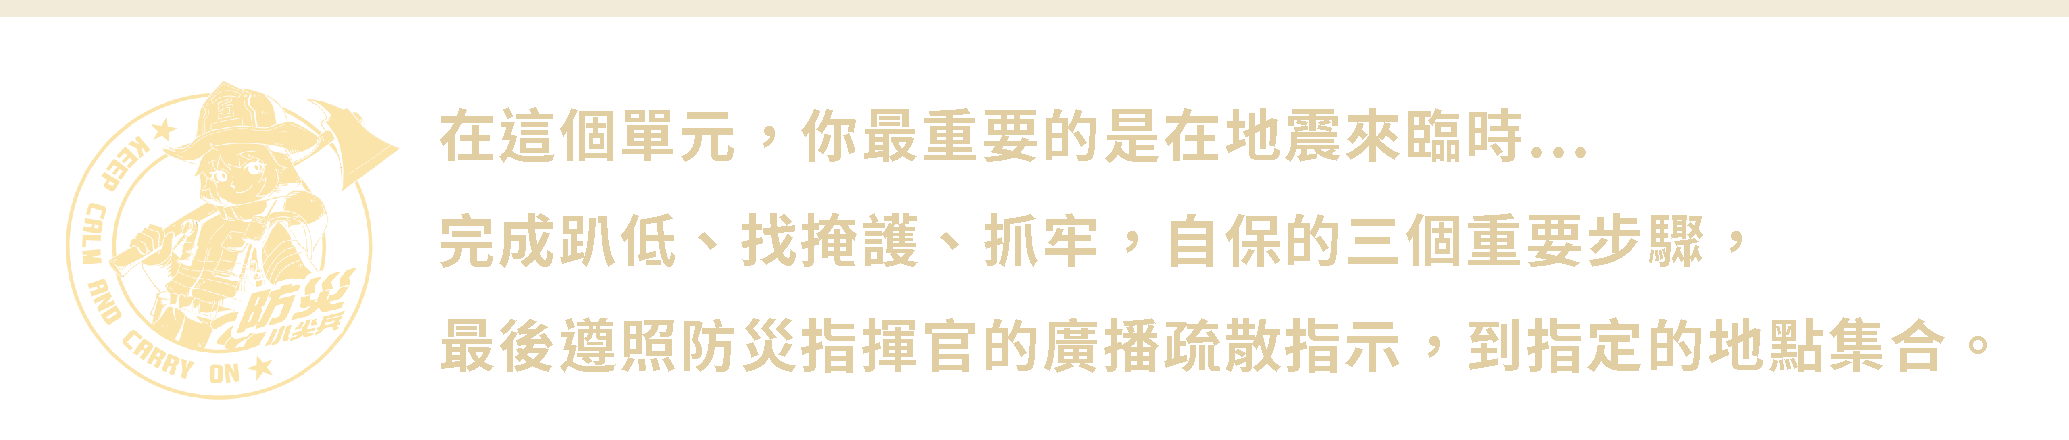 KEEP CALM AND CARRY ON
防災
小尖兵
在這個單元，你最重要的是在地震來臨時...
完成趴低、找掩護、抓牢，自保的三個重要步驟，
最後遵照防災指揮官的廣播疏散指示，到指定的地點集合。